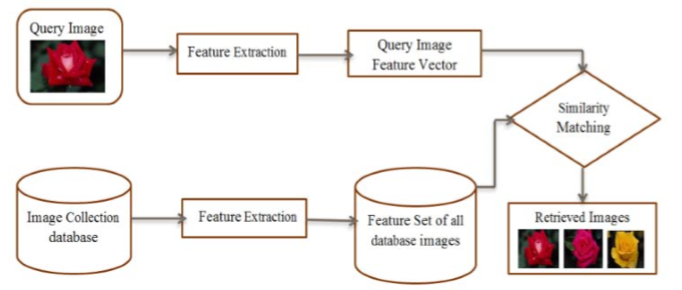 Query Image
Feature Extraction
Query Image
Feature Vector
Similarity
Matching
Image Collection
database
Feature Extraction
Feature Set of all
database images
Retrieved Images